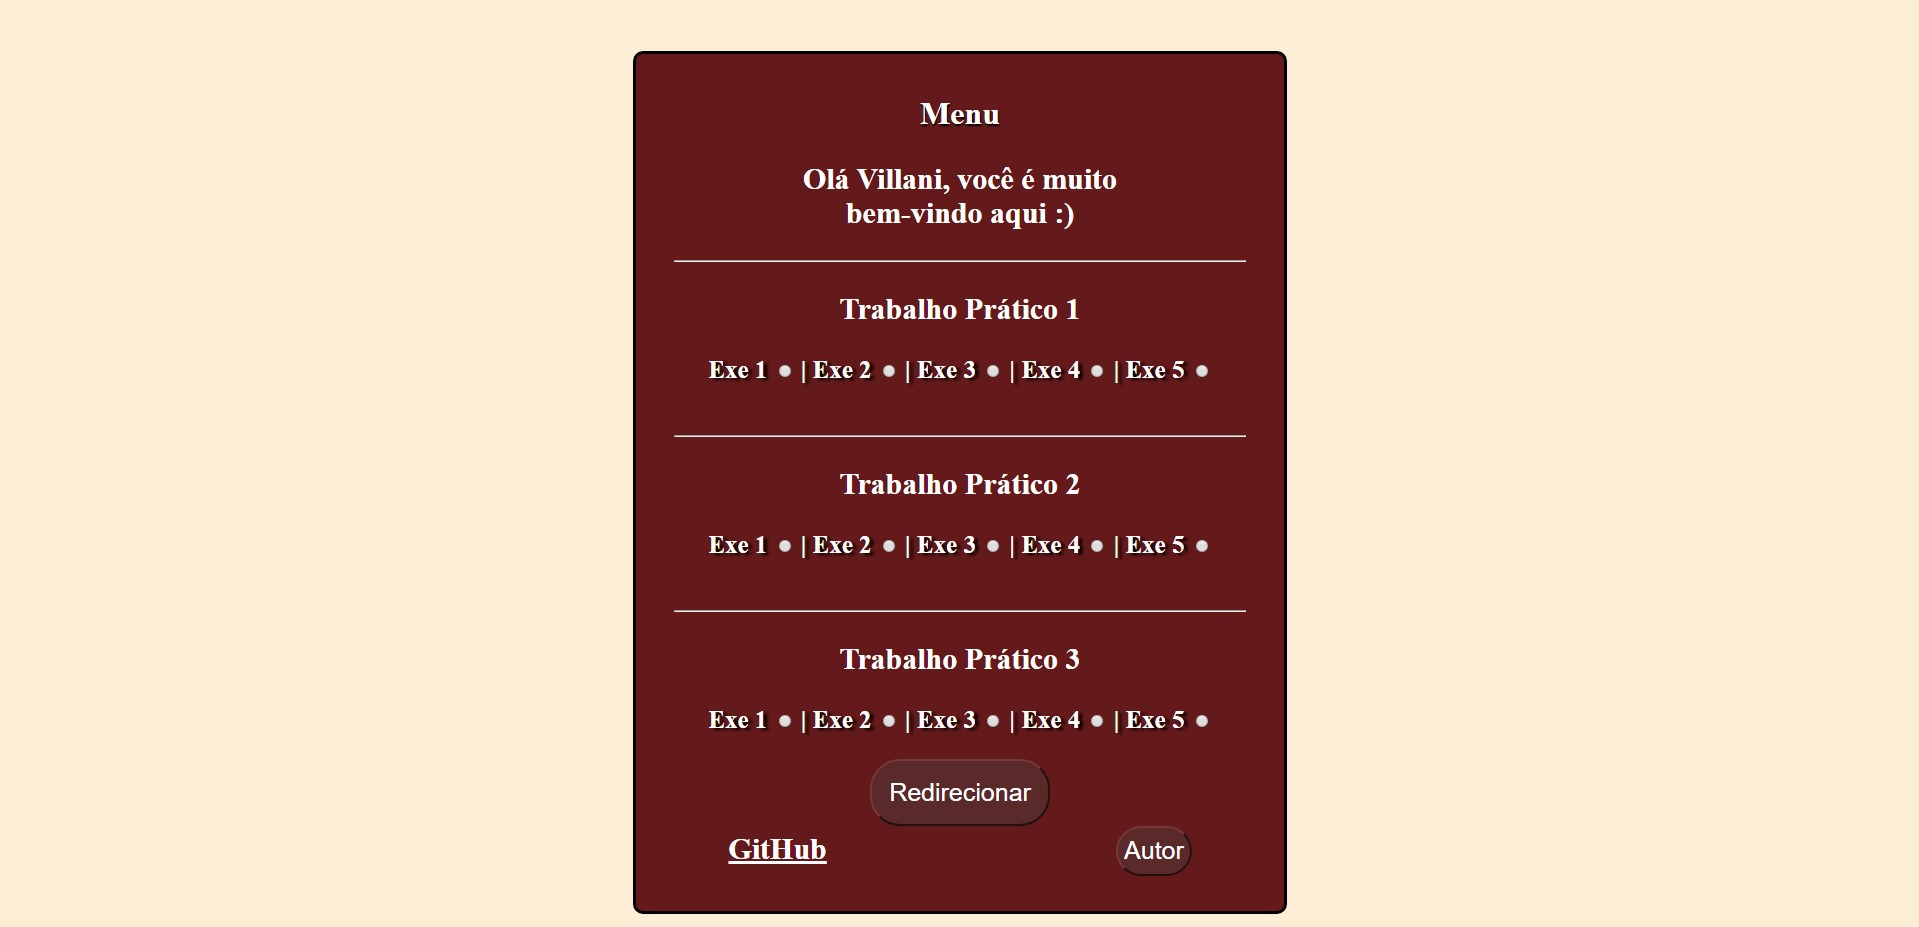 Menu
Olá Villani, você é muito
bem-vindo aqui :)
Trabalho Prático 1
Exe 1 | Exe 2 | Exe 3 | Exe 4 | Exe 5
Trabalho Prático 2
Exe 1 | Exe 2 | Exe 3 | Exe 4 | Exe 5
Trabalho Prático 3
Exe 1 | Exe 2 | Exe 3 | Exe 4 | Exe 5
Redirecionar
GitHub
Autor